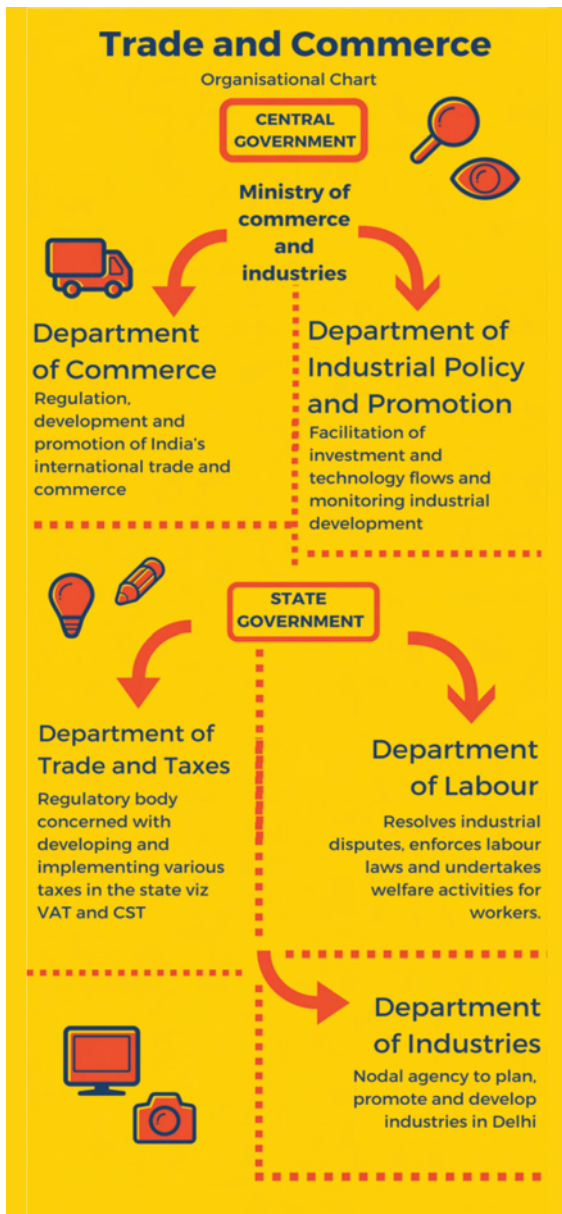 Trade and Commerce
Organisational Chart
CENTRAL
GOVERNMENT
Ministry of
commerce
and
industries
Department
of Commerce
Regulation,
development and
promotion of India's
international trade and
commerce
Department of
Industrial Policy
and Promotion
Facilitation of
investment and
technology flows and
monitoring industrial
development
STATE
GOVERNMENT
Department of
Trade and Taxes
Regulatory body
concerned with
developing and
implementing various
taxes in the state viz
VAT and CST
Department
of Labour
Resolves industrial
disputes, enforces labour
laws and undertakes
welfare activities for
workers.
Department
of Industries
Nodal agency to plan,
promote and develop
industries in Delhi